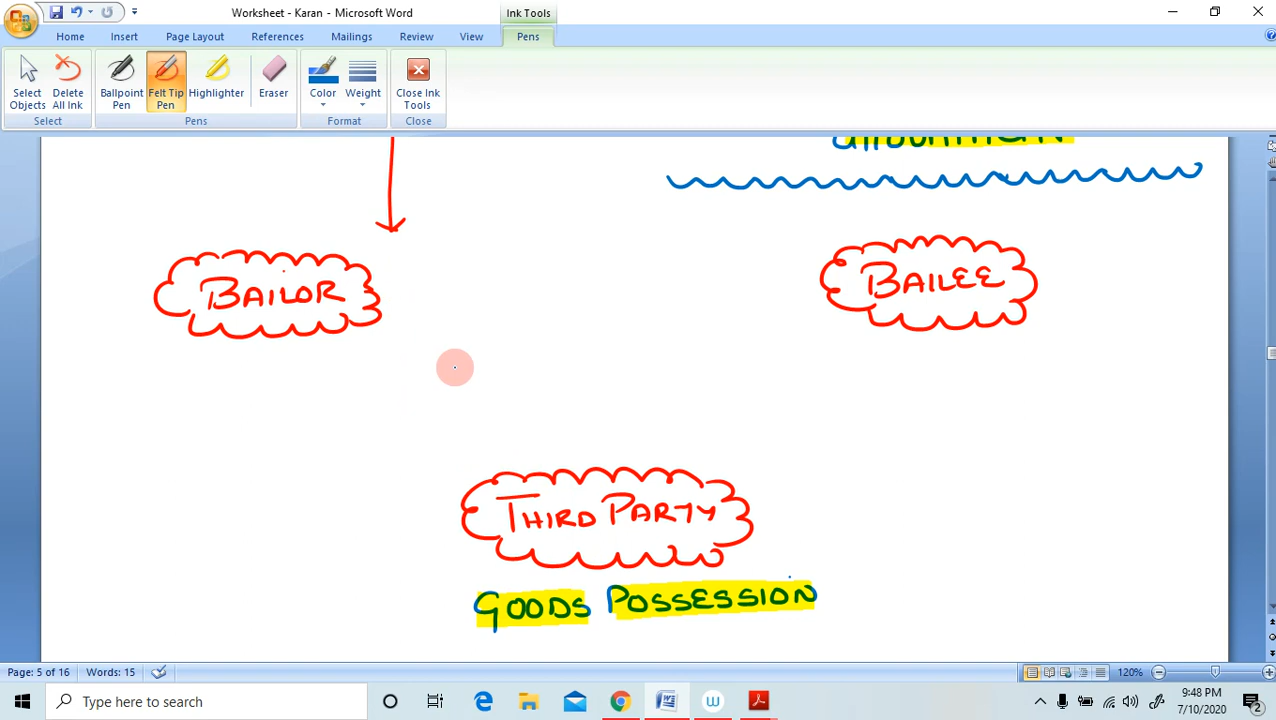 Worksheet - Karan - Microsoft Word
Ink Tools
Home Insert Page Layout References Mailings Review View Pens
Select Objects
Delete All Ink
Ballpoint Pen
Felt Tip Pen
Highlighter
Eraser
Color
Weight
Close Ink Tools
Select Pens Format Close
BAILOR
BAILEE
THIRD PARTY
GOODS POSSESSION
Page: 5 of 16 Words: 15 120%
Type here to search
9:48 PM
7/10/2020
2